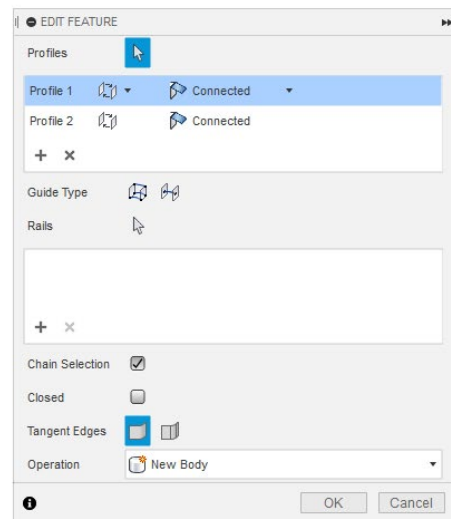 EDIT FEATURE
Profiles
Profile 1 Connected
Profile 2 Connected
Guide Type
Rails
Chain Selection
Closed
Tangent Edges
Operation New Body
OK Cancel